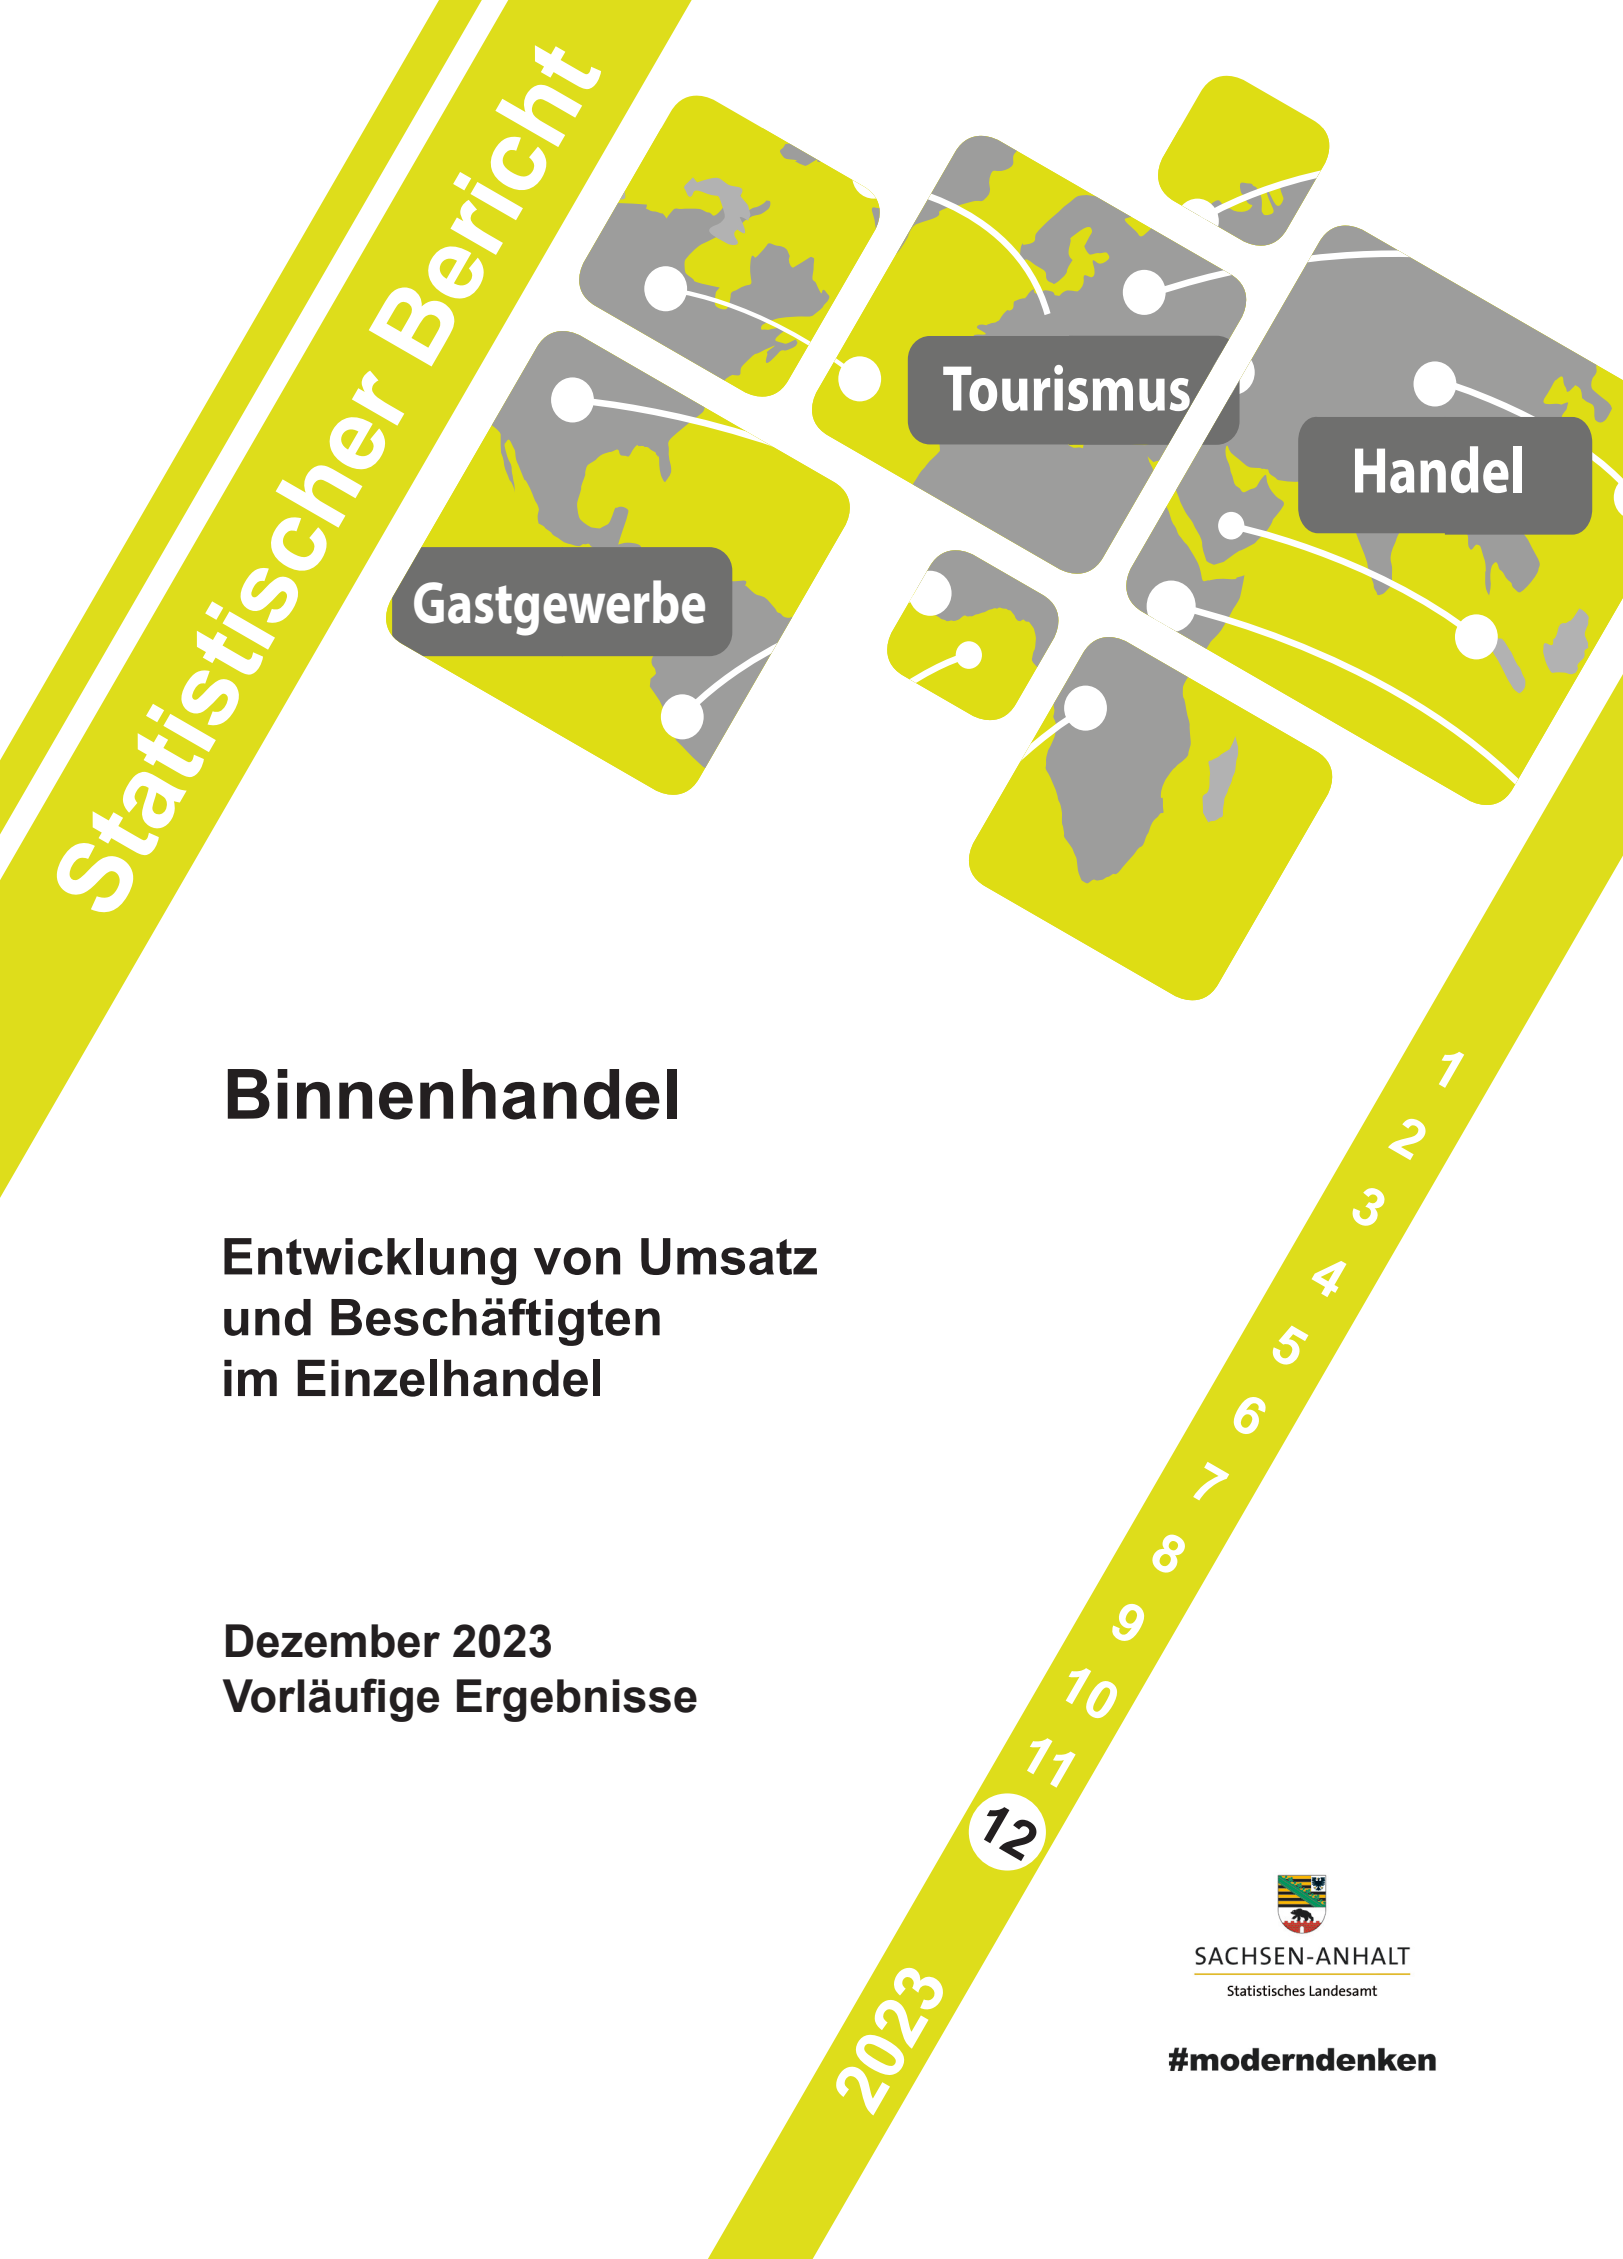 Statistischer Bericht
Tourismus
Handel
Gastgewerbe
Binnenhandel
Entwicklung von Umsatz
und Beschäftigten
im Einzelhandel
Dezember 2023
Vorläufige Ergebnisse
1
2
3
4
5
6
7
8
9
10
11
12
2023
SACHSEN-ANHALT
Statistisches Landesamt
#moderndenken